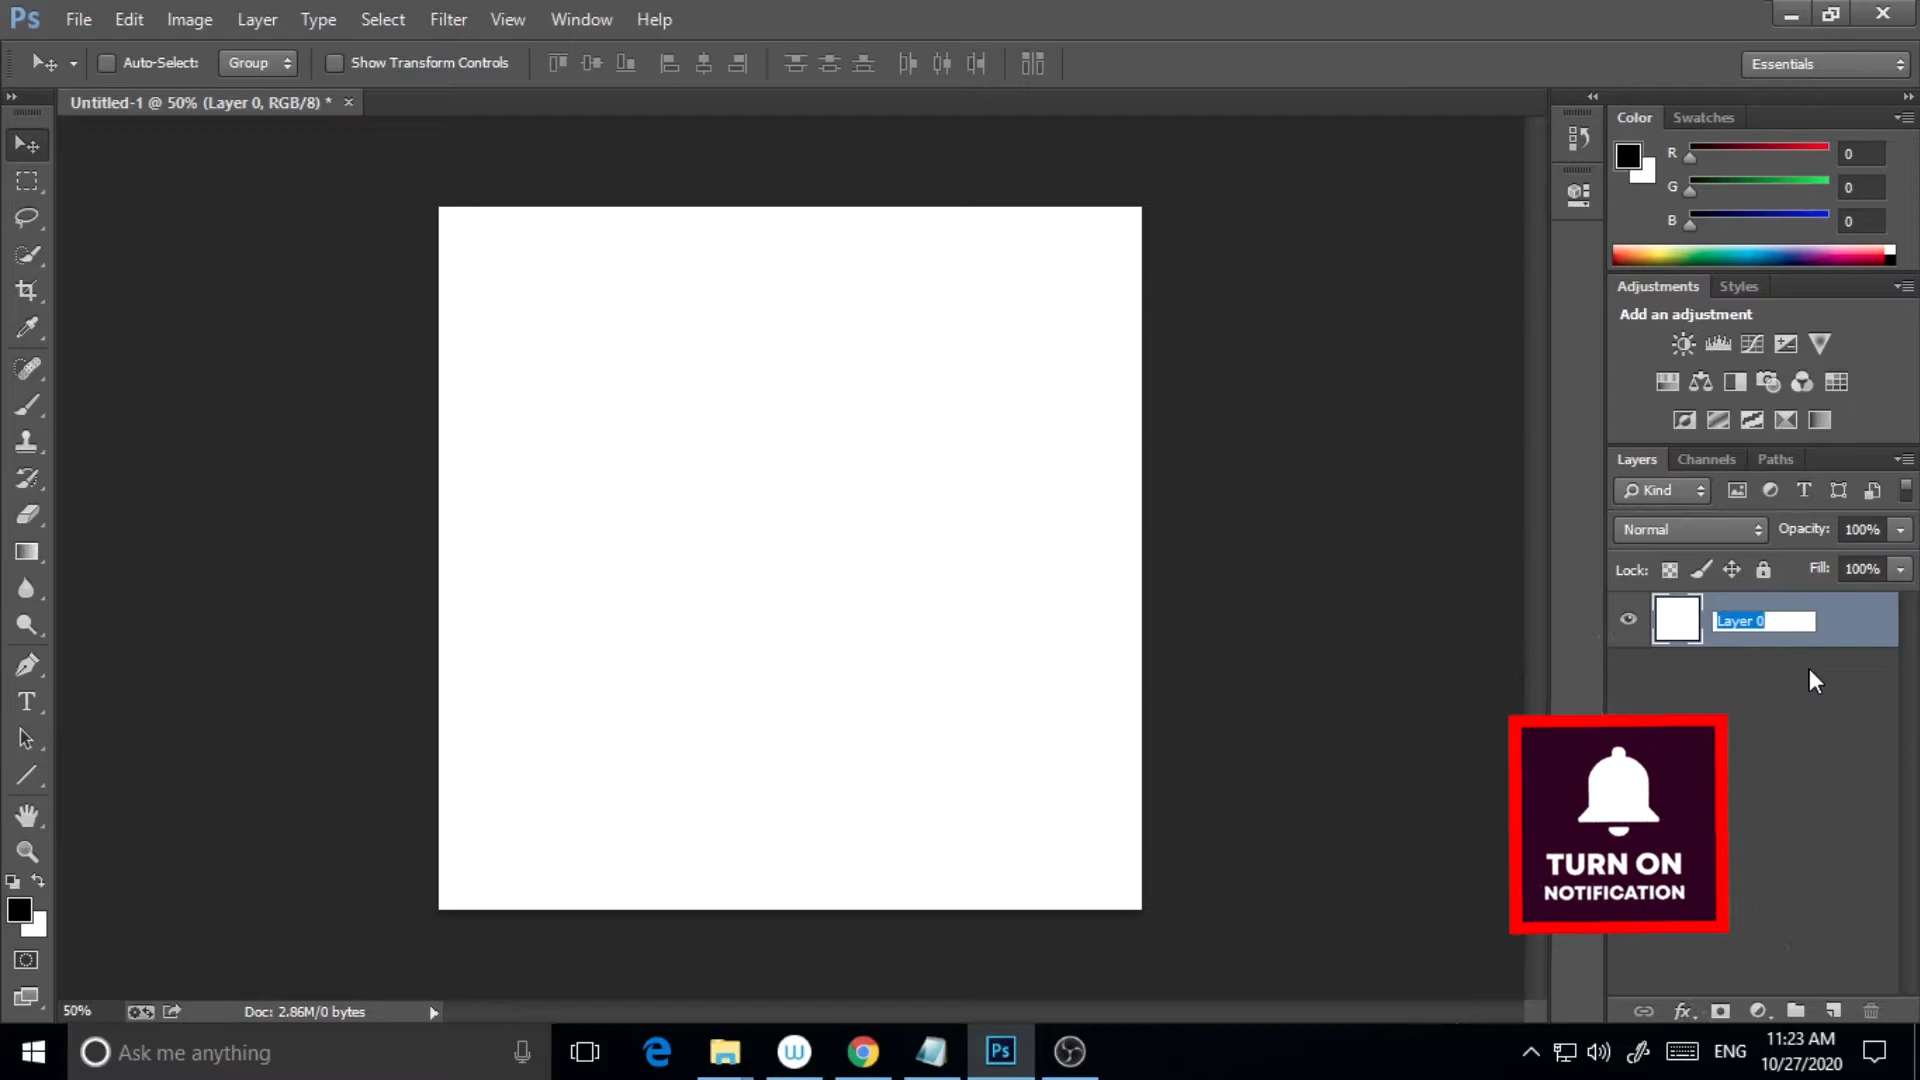 Ps File Edit Image Layer Type Select Filter View Window Help
Auto-Select: Group Show Transform Controls Essentials
Untitled-1 @ 50% (Layer 0, RGB/8) * ×
Color Swatches
R 0
G 0
B 0
Adjustments Styles
Add an adjustment
Layers Channels Paths
Kind
Normal Opacity: 100%
Lock: Fill: 100%
Layer 0
TURN ON
NOTIFICATION
50% Doc: 2.86M/0 bytes
Ask me anything
Ps
ENG
11:23 AM
10/27/2020